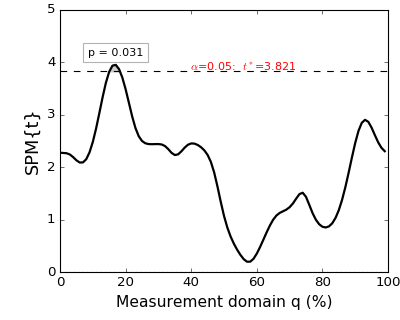 5
p = 0.031
α=0.05: t*=3.821
4
3
SPM{t}
2
1
0
0 20 40 60 80 100
Measurement domain q (%)